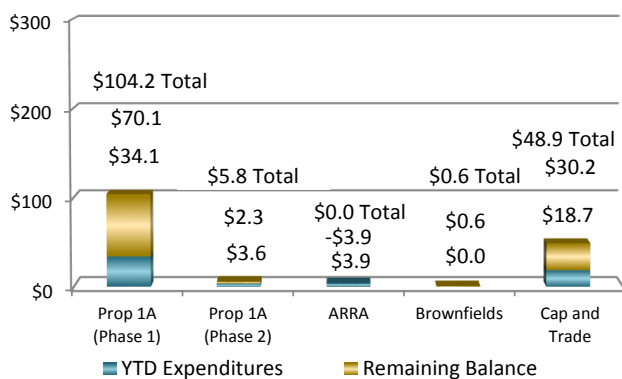 $300
$104.2 Total
$200
$70.1
$48.9 Total
$34.1
$30.2
$5.8 Total
$0.6 Total
$100
$2.3
$0.0 Total
$0.6
$18.7
-$3.9
$3.6
$3.9
$0.0
$0
Prop 1A
(Phase 1)
Prop 1A
(Phase 2)
ARRA
Brownfields
Cap and
Trade
YTD Expenditures
Remaining Balance